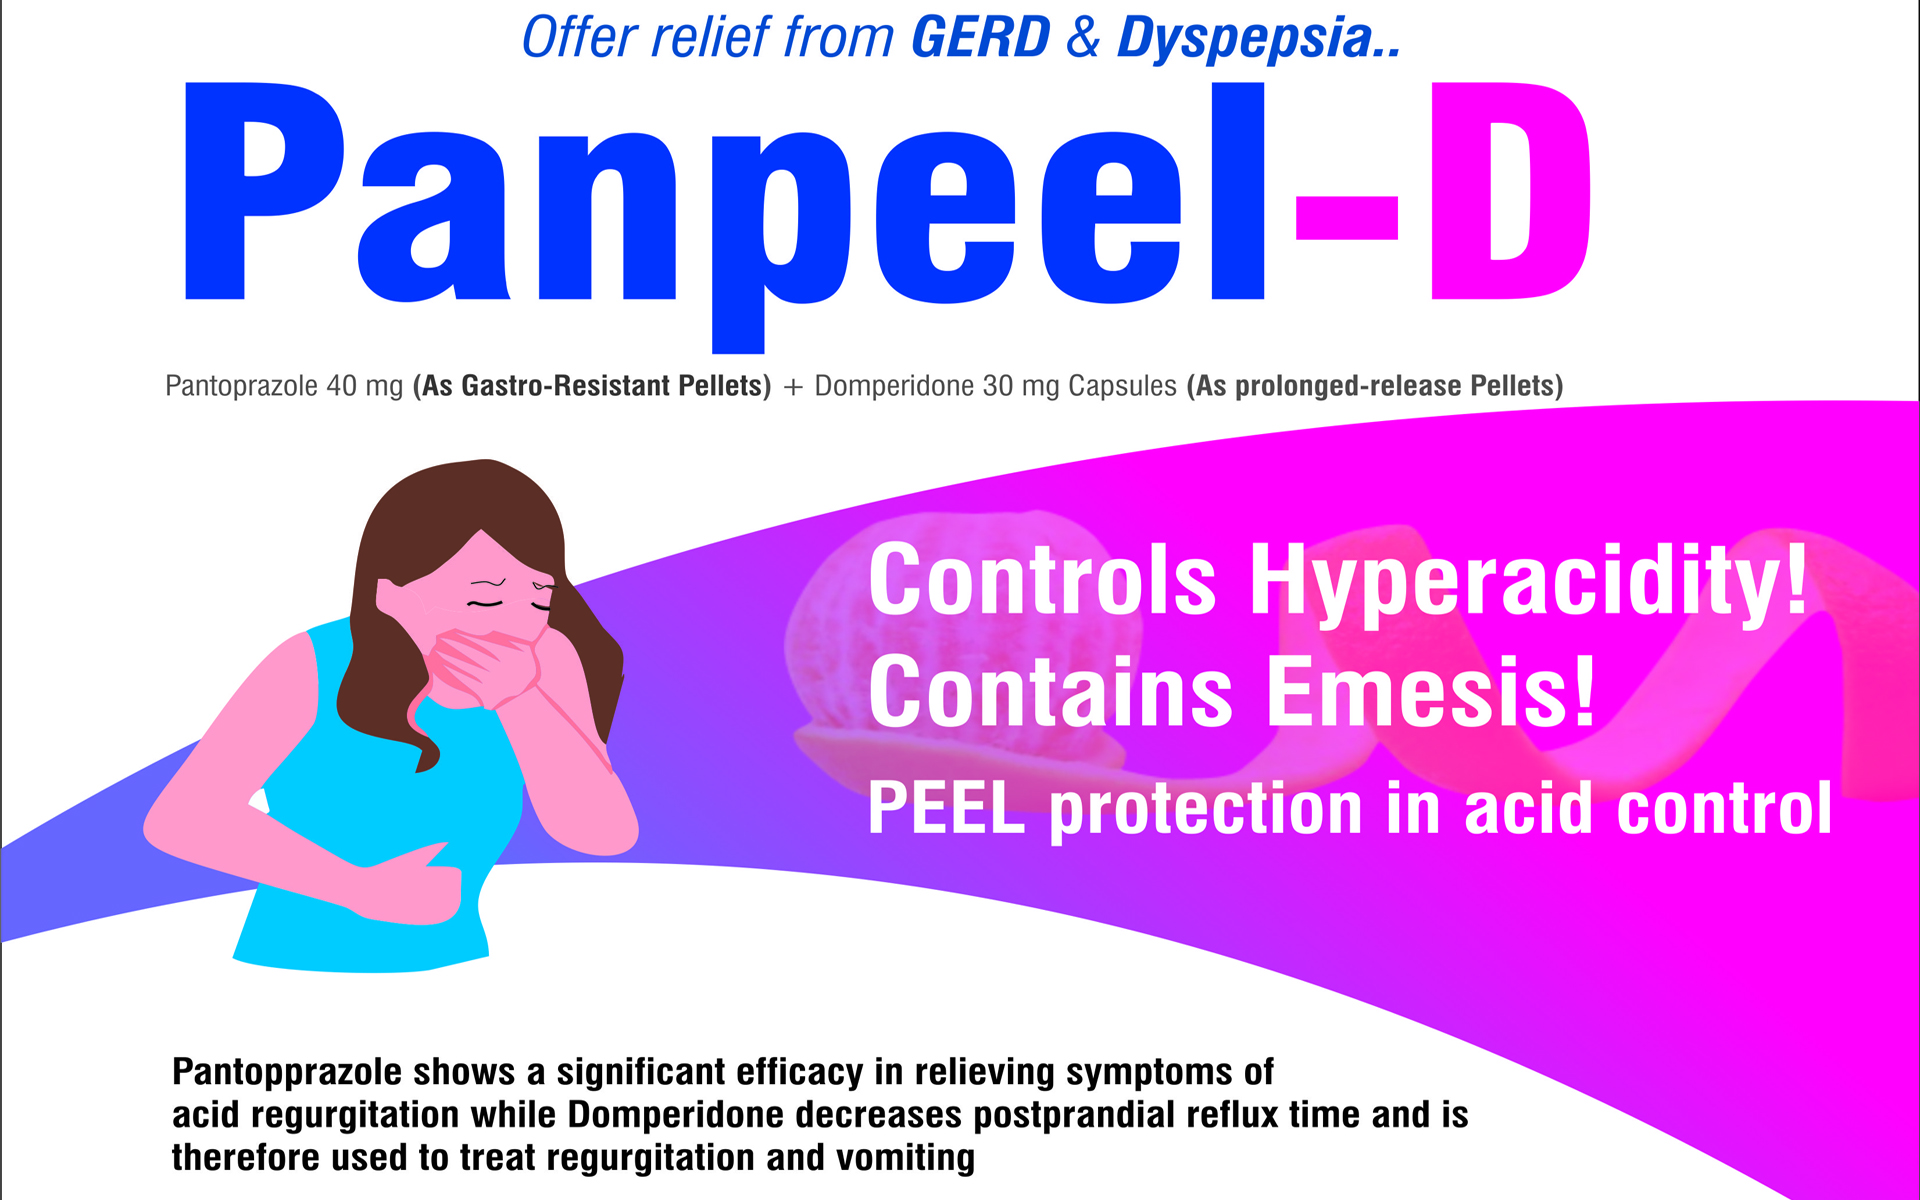 Offer relief from GERD & Dyspepsia..
Panpeel-D
Pantoprazole 40 mg (As Gastro-Resistant Pellets) + Domperidone 30 mg Capsules (As prolonged-release Pellets)
Controls Hyperacidity!
Contains Emesis!
PEEL protection in acid control
Pantopprazole shows a significant efficacy in relieving symptoms of
acid regurgitation while Domperidone decreases postprandial reflux time and is
therefore used to treat regurgitation and vomiting